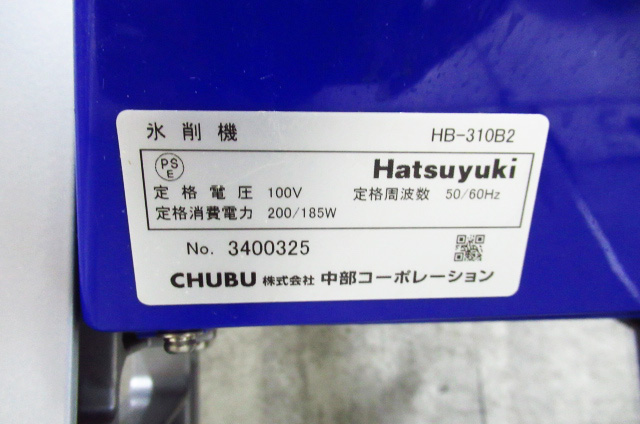 氷削機 HB-310B2
PS E Hatsuyuki
定格電圧 100V 定格周波数 50/60Hz
定格消費電力 200/185W
No. 3400325
CHUBU 株式会社 中部コーポレーション